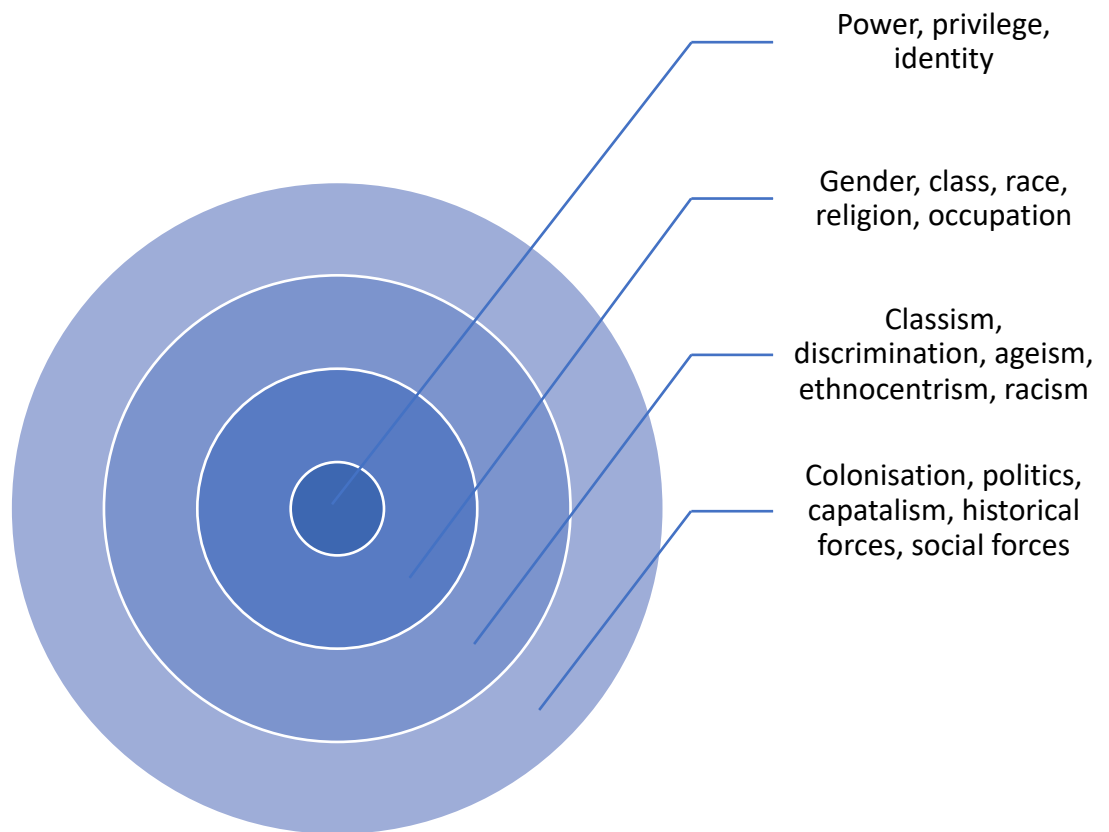 Power, privilege,
identity
Gender, class, race,
religion, occupation
Classism,
discrimination, ageism,
ethnocentrism, racism
Colonisation, politics,
capatalism, historical
forces, social forces